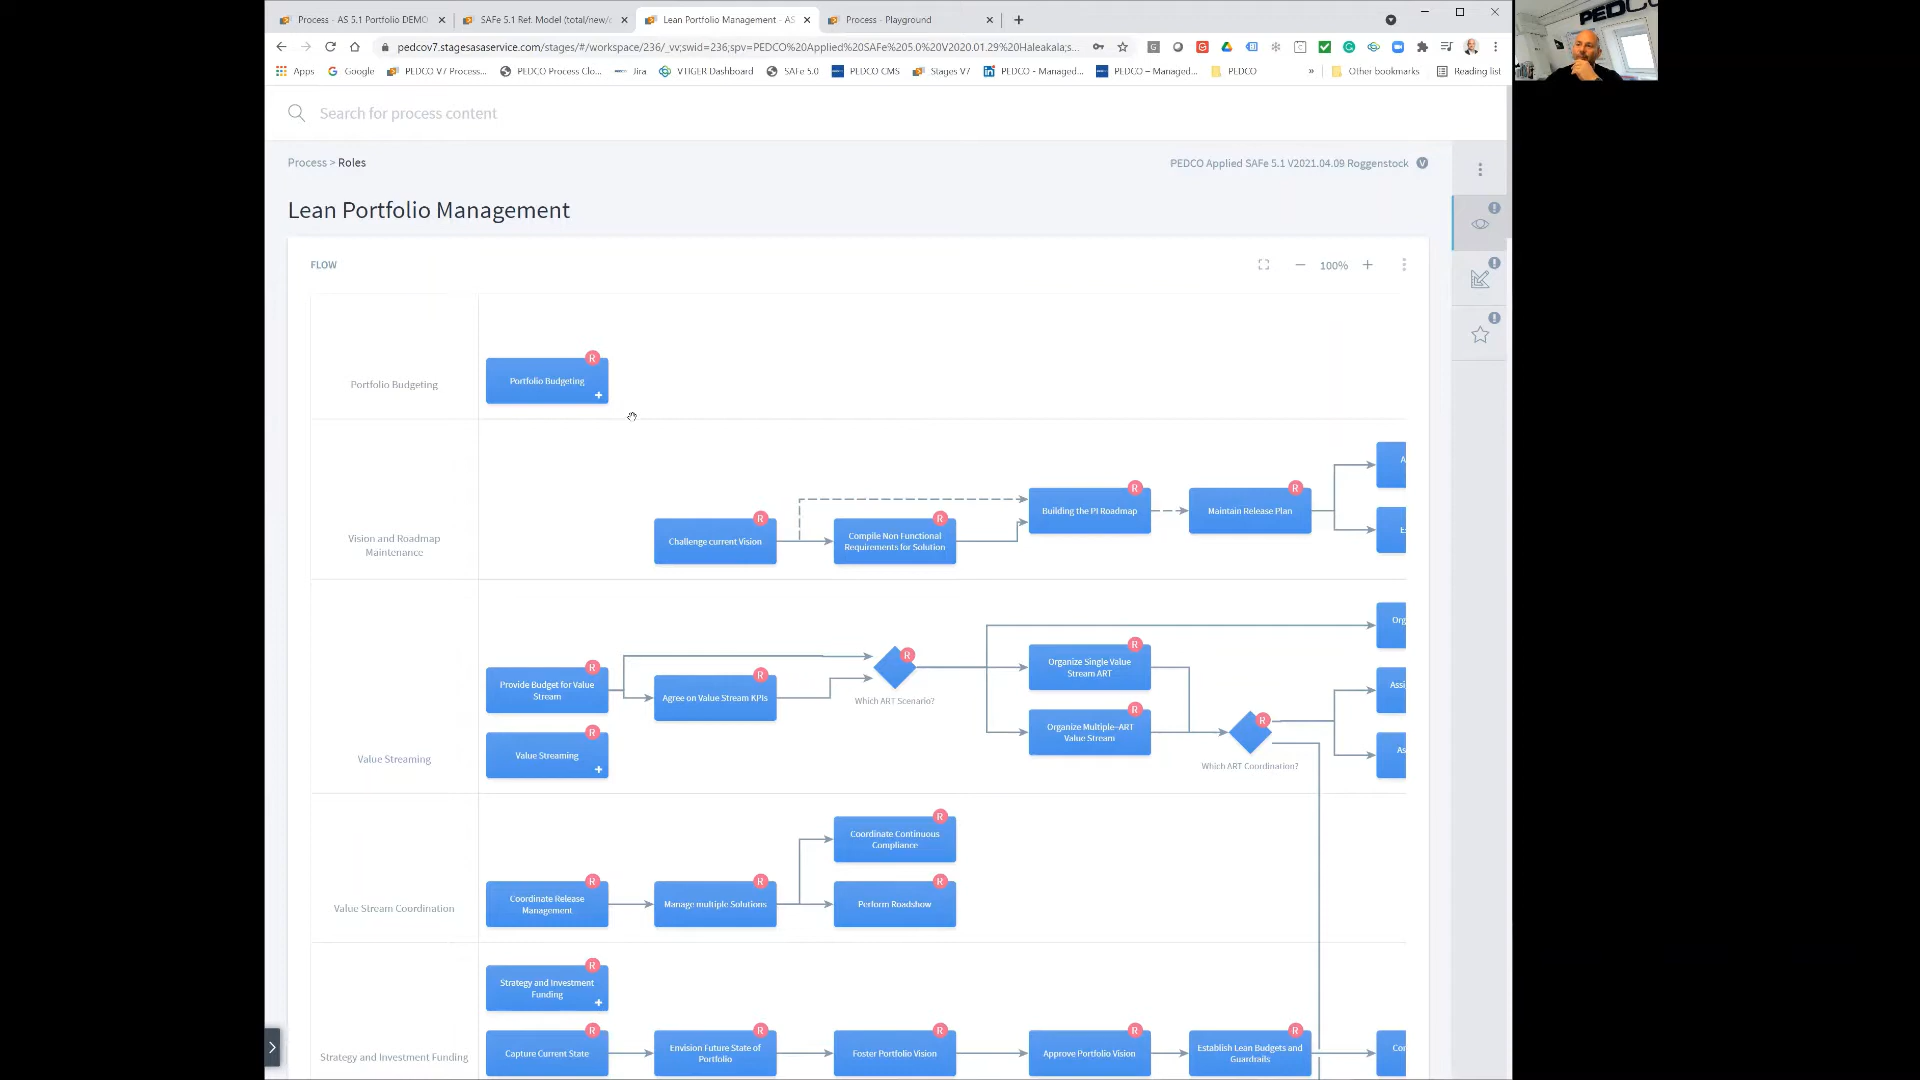 Process - AS 5.1 Portfolio DEMO
SAFe 5.1 Ref. Model (total/new/c
Lean Portfolio Management - AS
Process - Playground
pedcov7.stagesasaservice.com/stages/#/workspace/236/_vv;swid=236;spv=PEDCO%20Applied%20SAFe%205.0%20V2020.01.29%20Haleakala;s...
Apps
Google
PEDCO V7 Process...
PEDCO Process Clo...
Jira
VTIGER Dashboard
SAFe 5.0
PEDCO CMS
Stages V7
PEDCO - Managed...
PEDCO – Managed...
PEDCO
»
Other bookmarks
Reading list
Search for process content
Process > Roles
PEDCO Applied SAFe 5.1 V2021.04.09 Roggenstock V
Lean Portfolio Management
FLOW
100%
R
Portfolio Budgeting
Portfolio Budgeting
Vision and Roadmap
Maintenance
R
Challenge current Vision
R
Compile Non Functional
Requirements for Solution
R
Building the PI Roadmap
R
Maintain Release Plan
A
E
Value Streaming
R
Provide Budget for Value
Stream
R
Agree on Value Stream KPIs
R
Which ART Scenario?
R
Organize Single Value
Stream ART
Org
R
Organize Multiple-ART
Value Stream
R
Which ART Coordination?
Assi
As
R
Value Streaming
Value Stream Coordination
R
Coordinate Release
Management
R
Manage multiple Solutions
R
Coordinate Continuous
Compliance
R
Perform Roadshow
R
Strategy and Investment
Funding
Strategy and Investment Funding
R
Capture Current State
R
Envision Future State of
Portfolio
R
Foster Portfolio Vision
R
Approve Portfolio Vision
R
Establish Lean Budgets and
Guardrails
Con
PEDCO